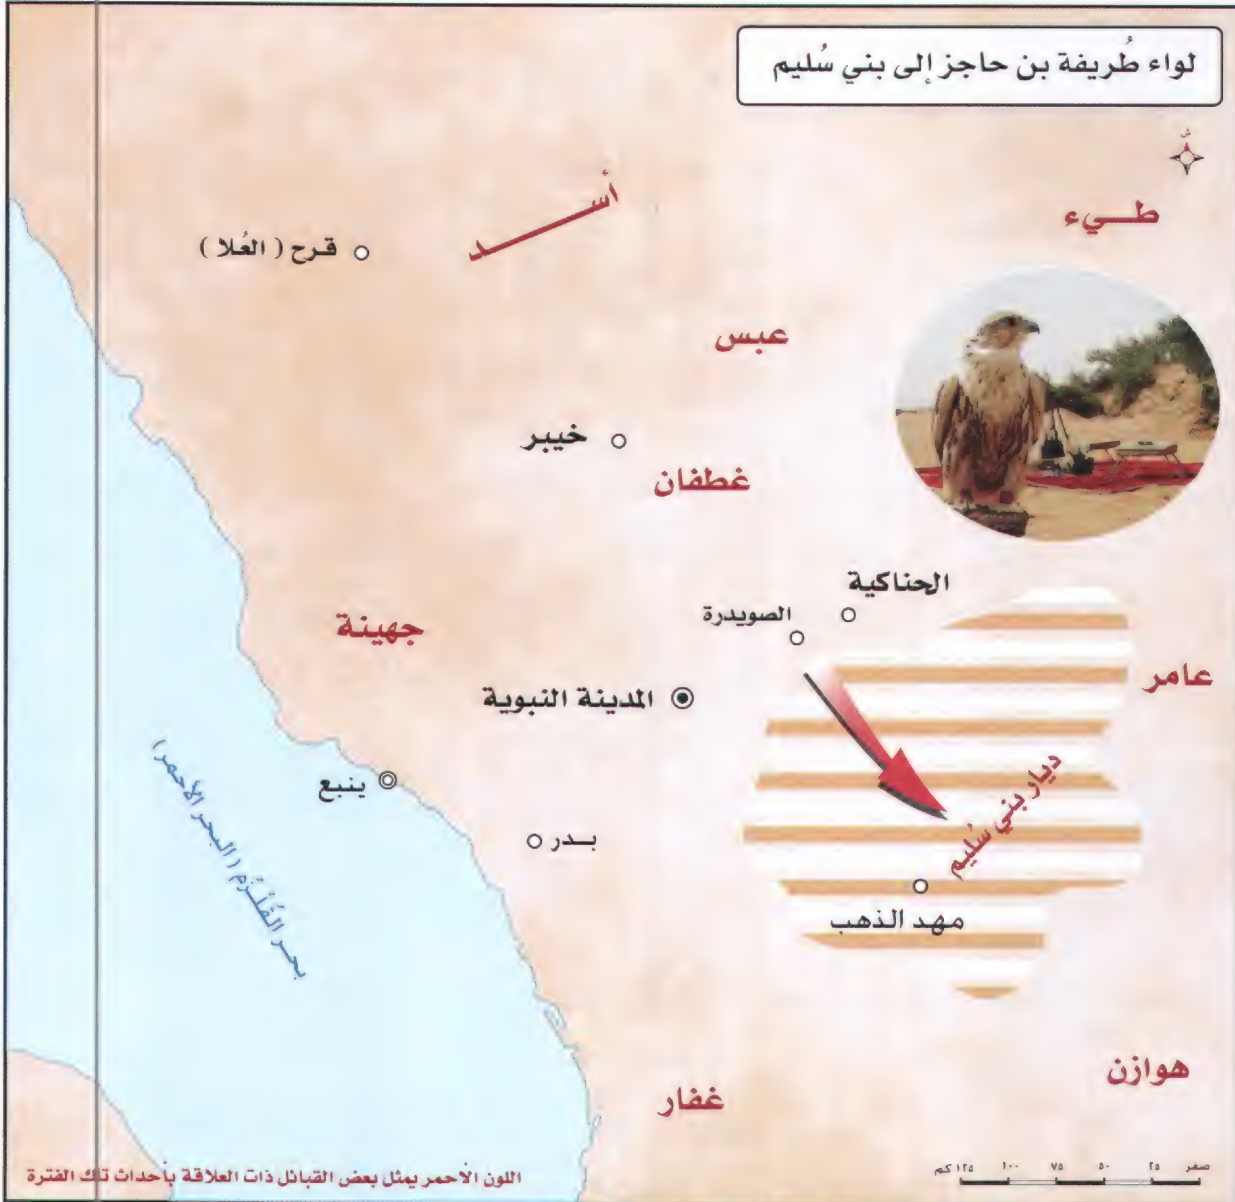 لواء طُريفة بن حاجز إلى بني سُليم
ش
طيء
أسد
قرح ( العُلا )
عبس
خيبر
غطفان
الحناكية
الصويدرة
جهينة
عامر
المدينة النبوية
ديار بني سُليم
ينبع
بحر القُلْزُم ( البحر الأحمر )
بدر
مهد الذهب
هوازن
غفار
صفر ٢٥ ٥٠ ٧٥ ١٠٠ ١٢٥ كم
اللون الأحمر يمثل بعض القبائل ذات العلاقة بأحداث تلك الفترة